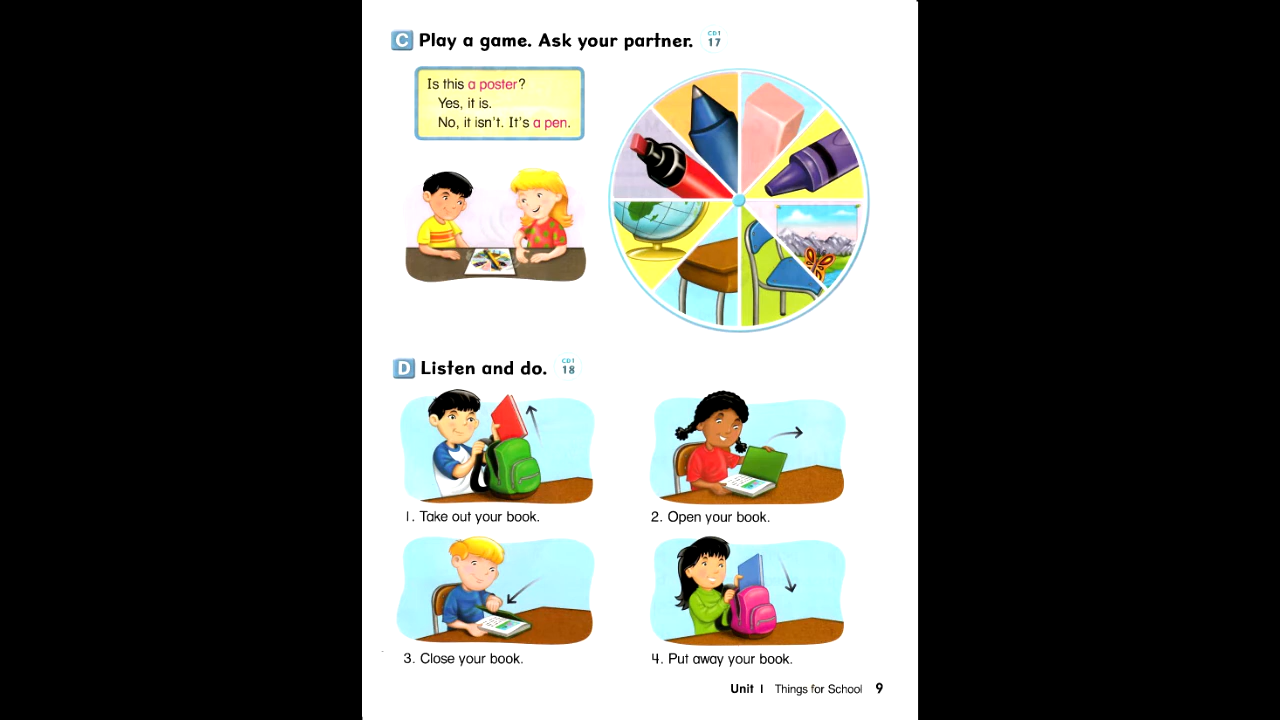 C Play a game. Ask your partner. CD1 17
Is this a poster?
Yes, it is.
No, it isn't. It's a pen.
D Listen and do. CD1 18
1. Take out your book.
2. Open your book.
3. Close your book.
4. Put away your book.
Unit 1 Things for School 9